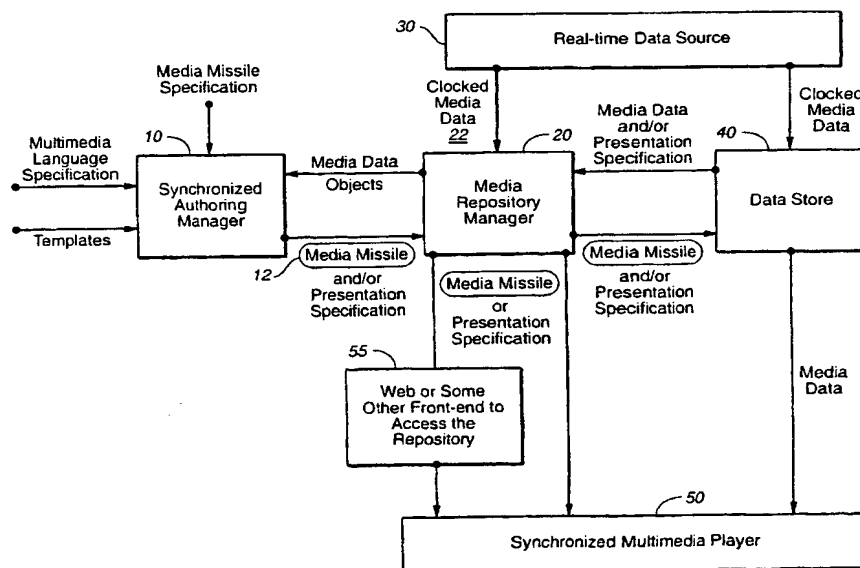 30
Real-time Data Source
Media Missile
Specification
Clocked
Media
Data
22
Clocked
Media
Data
10
20
Media Data
and/or
Presentation
Specification
40
Multimedia
Language
Specification
Synchronized
Authoring
Manager
Media Data
Objects
Media
Repository
Manager
Data Store
Templates
12
Media Missile
and/or
Presentation
Specification
Media Missile
or
Presentation
Specification
Media Missile
and/or
Presentation
Specification
55
Web or Some
Other Front-end to
Access the
Repository
Media
Data
50
Synchronized Multimedia Player